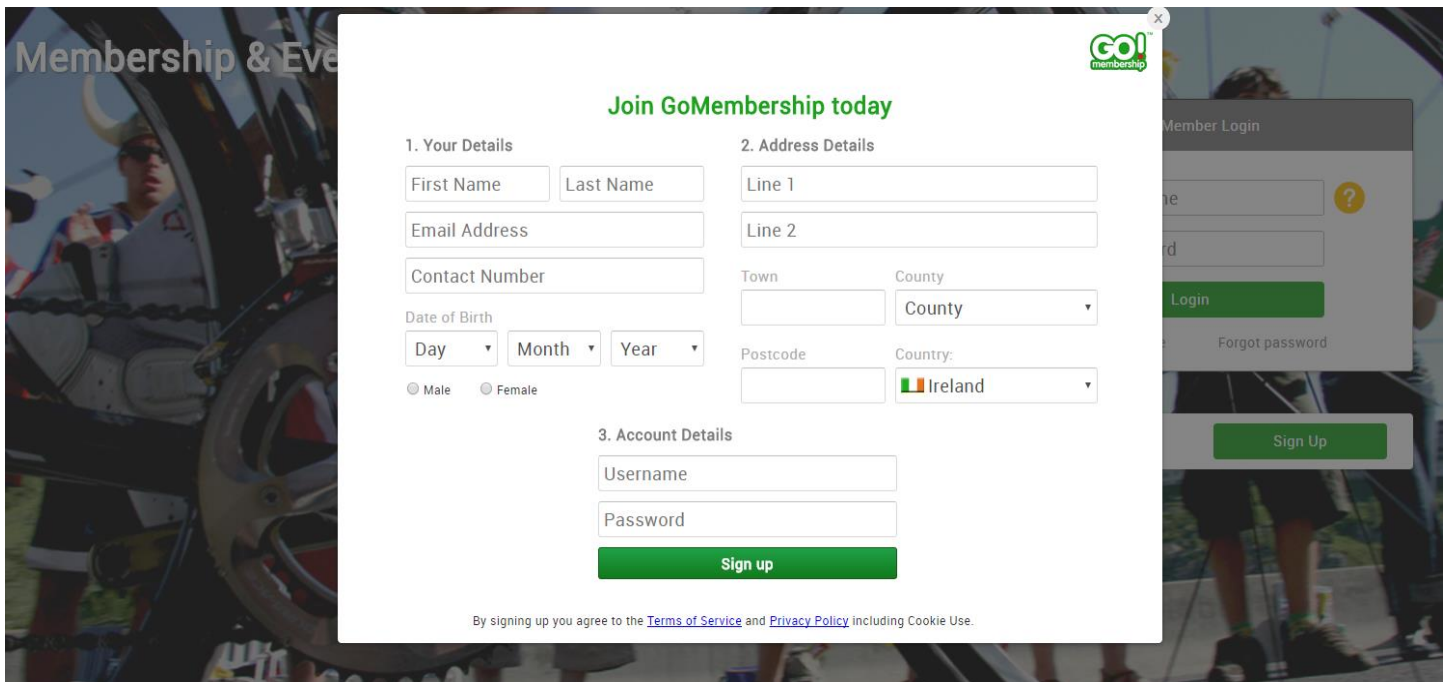 Membership & Eve
GO!
membership
Join GoMembership today
1. Your Details
First Name
Last Name
Email Address
Contact Number
Date of Birth
Day
Month
Year
Male
Female
2. Address Details
Line 1
Line 2
Town
County
County
Postcode
Country:
Ireland
3. Account Details
Username
Password
Sign up
By signing up you agree to the Terms of Service and Privacy Policy including Cookie Use.
x
Member Login
me
?
rd
Login
e
Forgot password
Sign Up